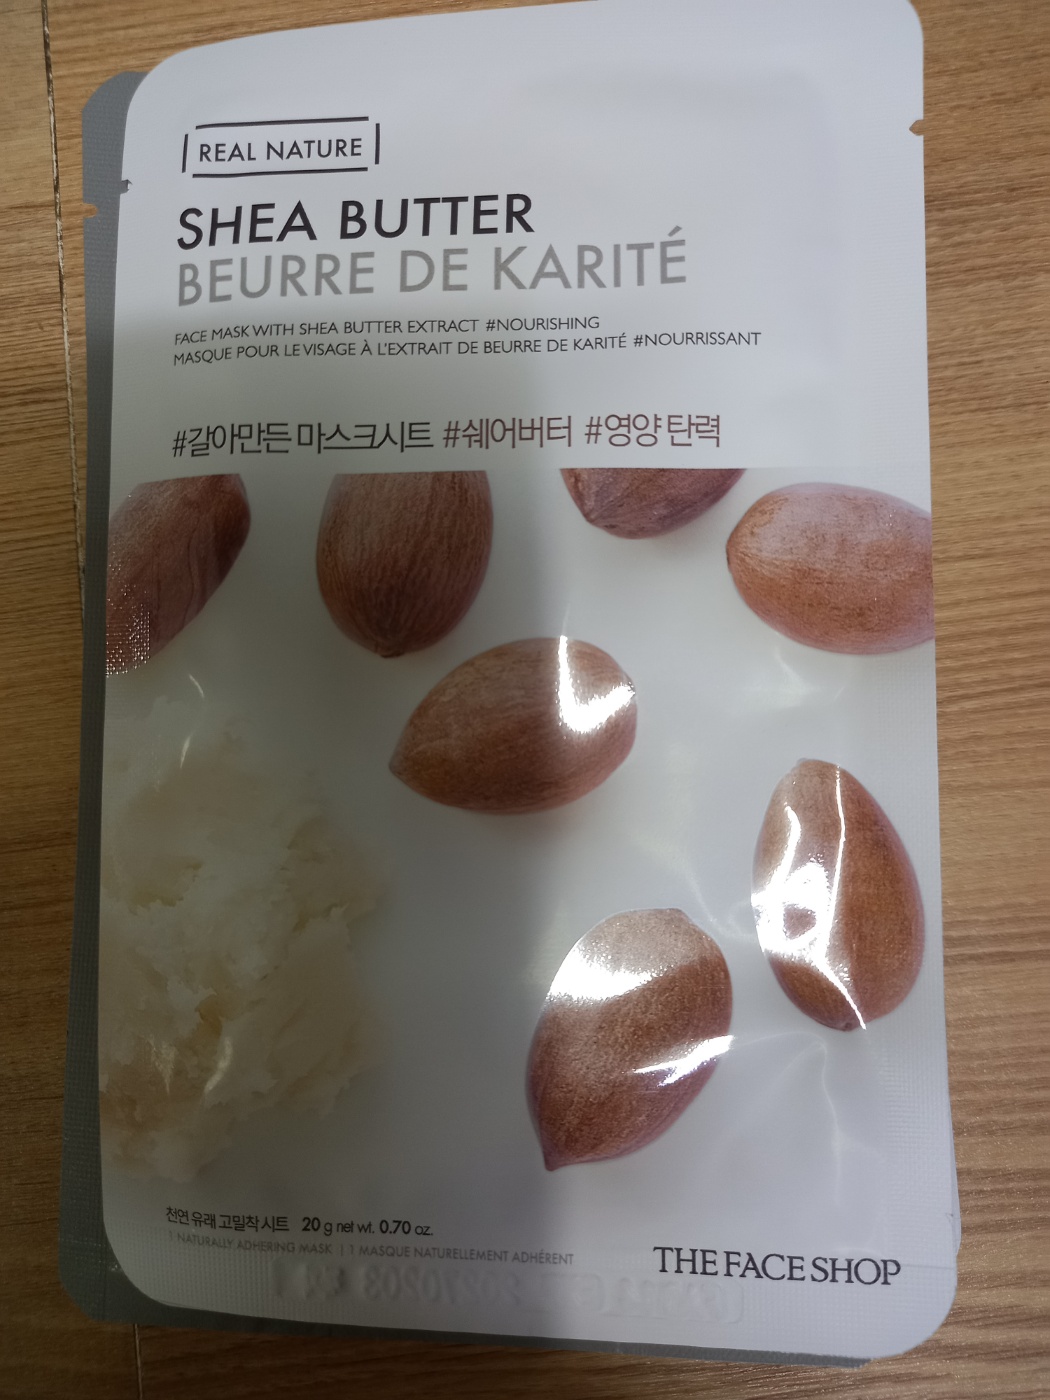 REAL NATURE
SHEA BUTTER
BEURRE DE KARITÉ
FACE MASK WITH SHEA BUTTER EXTRACT #NOURISHING
MASQUE POUR LE VISAGE À L'EXTRAIT DE BEURRE DE KARITÉ #NOURRISSANT
#갈아만든 마스크시트 #쉐어버터 #영양 탄력
천연 유래 고밀착 시트 20 g net wt. 0.70 oz.
1 NATURALLY ADHERING MASK | 1 MASQUE NATURELLEMENT ADHÉRENT
THE FACE SHOP